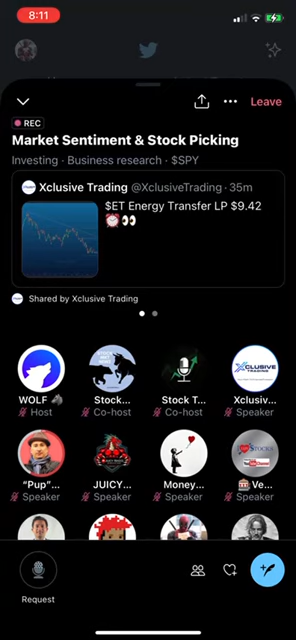 8:11
Leave
REC
Market Sentiment & Stock Picking
Investing · Business research · $SPY
Xclusive Trading @XclusiveTrading · 35m
$ET Energy Transfer LP $9.42
⏰👀
Shared by Xclusive Trading
XCLUSIVE
TRADING
WOLF 🐺 Stock... Stock T... Xclusiv...
Host Co-host Co-host Speaker
"Pup"... JUICY... Money... 🎰 Ve...
Speaker Speaker Speaker Speaker
Request